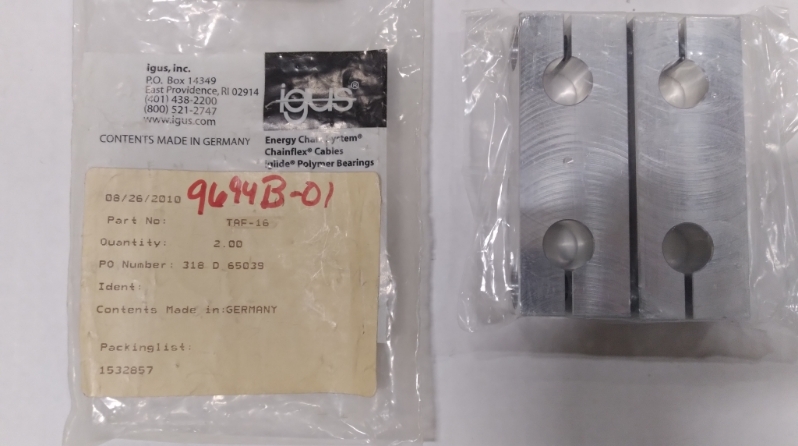 igus, inc.
P.O. Box 14349
East Providence, RI 02914
(401) 438-2200
(800) 521-2747
www.igus.com
CONTENTS MADE IN GERMANY
igus®
Energy Chain System®
Chainflex® Cables
iglide® Polymer Bearings
08/26/2010 9694B-01
Part No: TAF-16
Quantity: 2.00
PO Number: 318 D 65039
Ident:
Contents Made in:GERMANY
Packinglist:
1532857